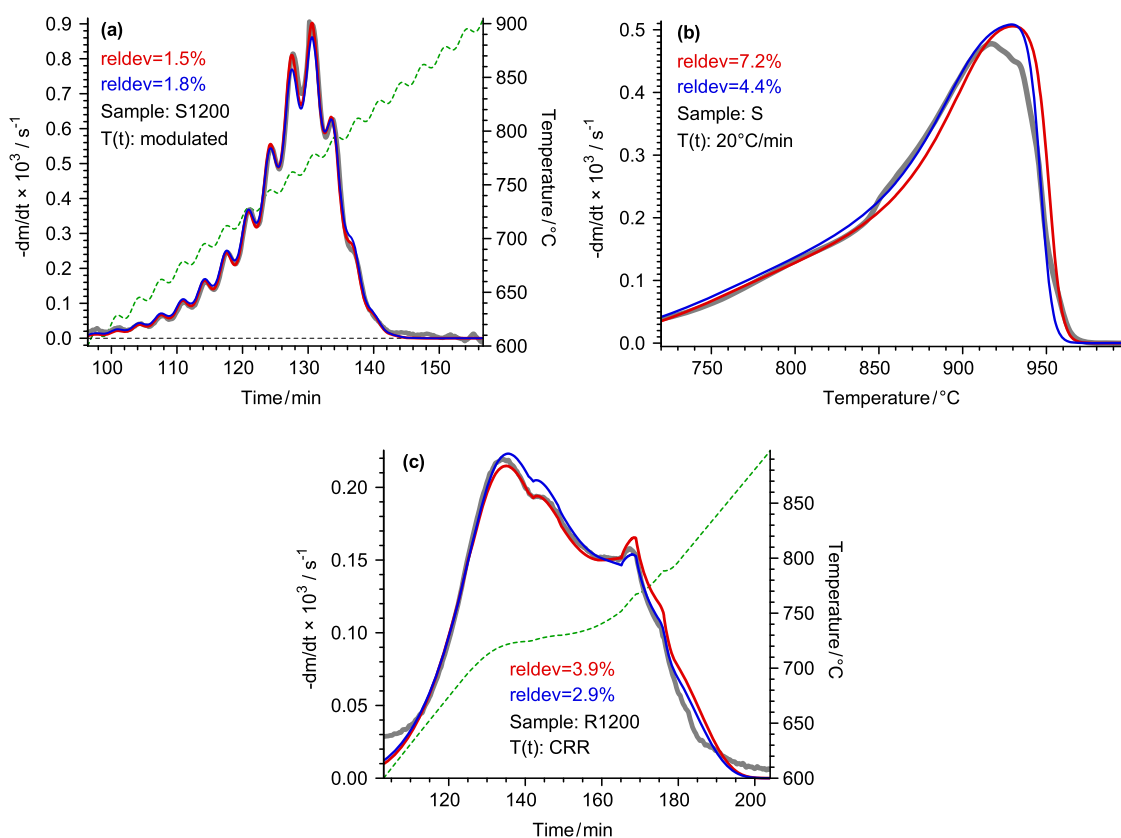 (a)
reldev=1.5%
reldev=1.8%
Sample: S1200
T(t): modulated
0.9
0.8
0.7
0.6
0.5
0.4
0.3
0.2
0.1
0.0
-dm/dt × 10³ / s⁻¹
900
850
800
750
700
650
600
Temperature / °C
100 110 120 130 140 150
Time / min
(b)
reldev=7.2%
reldev=4.4%
Sample: S
T(t): 20°C/min
0.5
0.4
0.3
0.2
0.1
0.0
-dm/dt × 10³ / s⁻¹
750 800 850 900 950
Temperature / °C
(c)
0.20
0.15
0.10
0.05
0.00
-dm/dt × 10³ / s⁻¹
850
800
750
700
650
600
Temperature / °C
reldev=3.9%
reldev=2.9%
Sample: R1200
T(t): CRR
120 140 160 180 200
Time / min